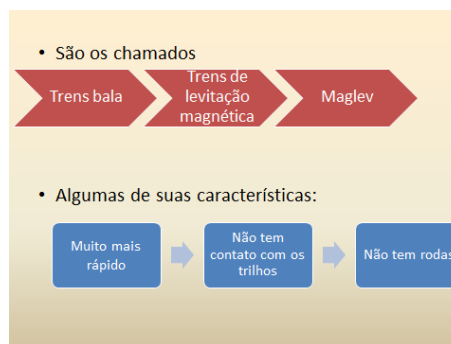 • São os chamados
Trens bala
Trens de
levitação
magnética
Maglev
• Algumas de suas características:
Muito mais
rápido
Não tem
contato com os
trilhos
Não tem rodas